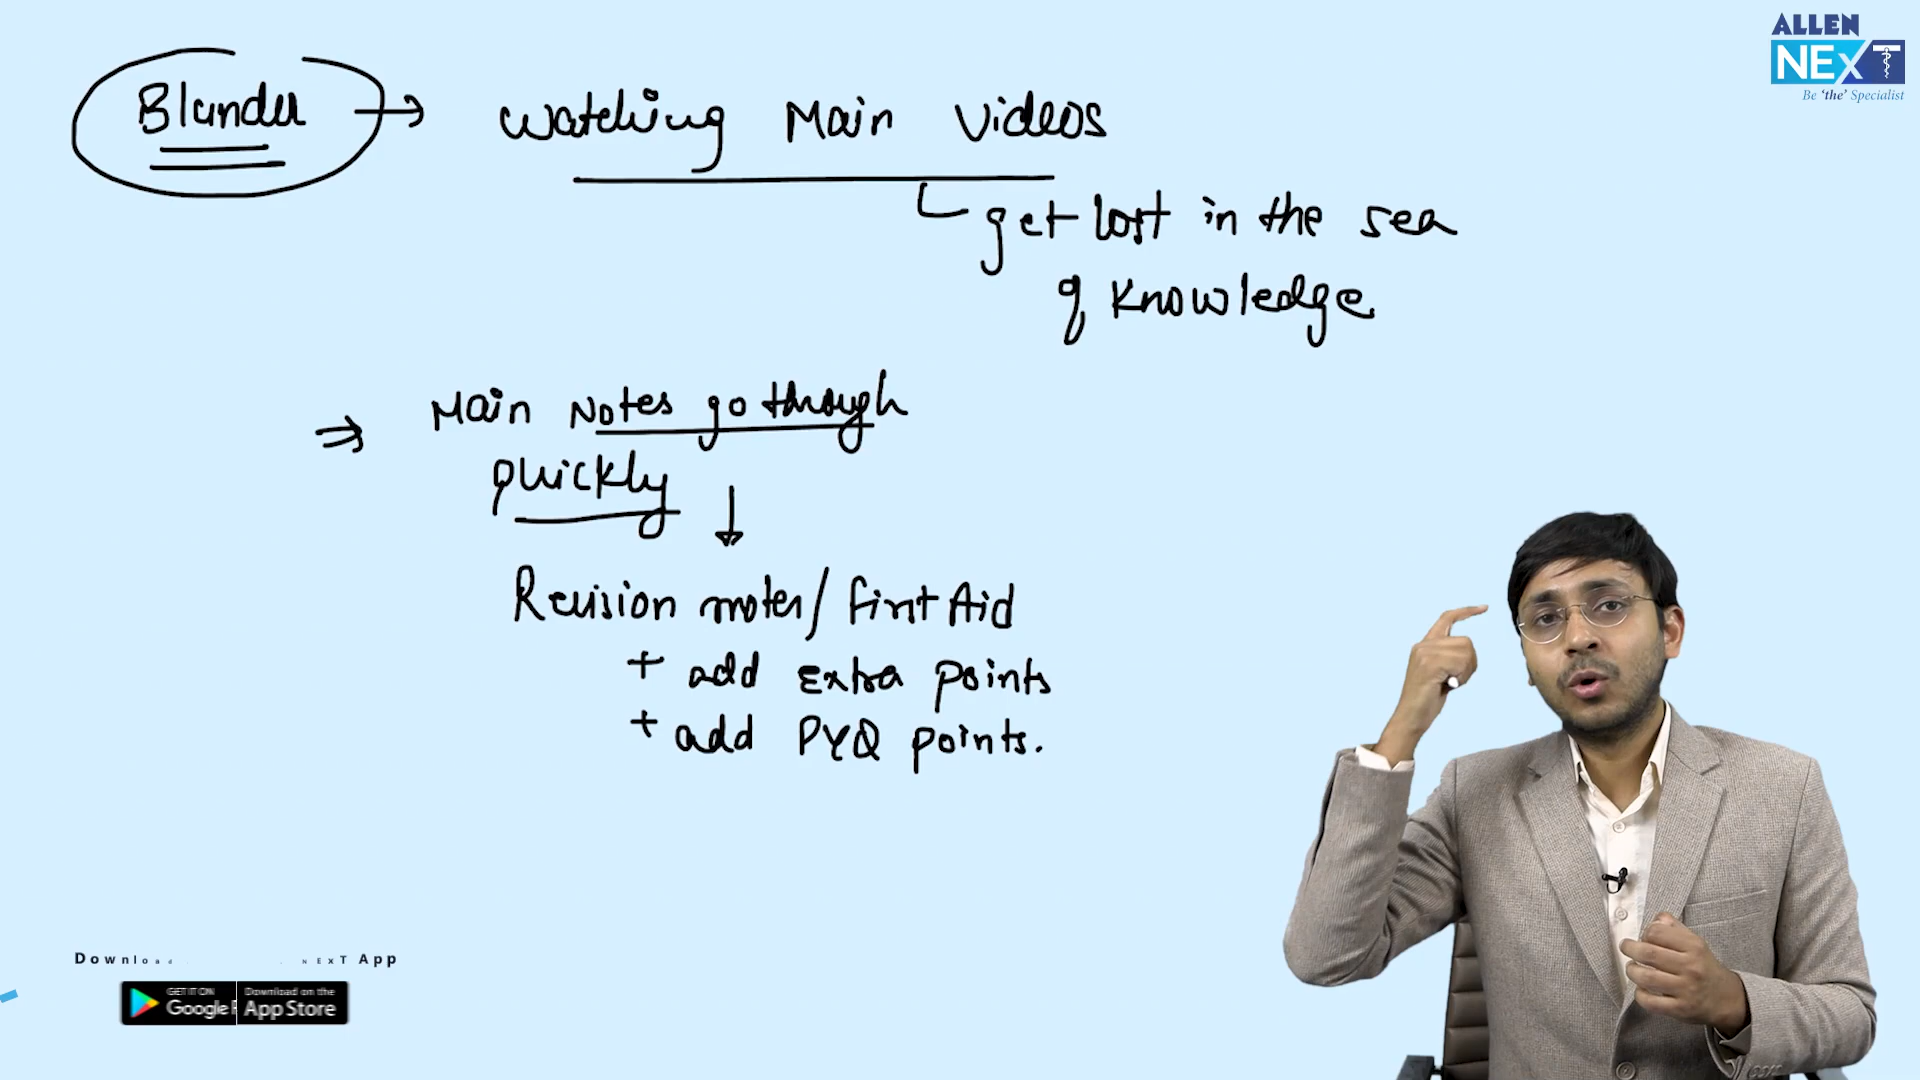 ALLEN
NExT
Be 'the' Specialist
Blunder → Watching Main Videos
get lost in the sea
of knowledge
⇒ Main Notes go through
quickly
↓
Revision notes / First Aid
+ add Extra points
+ add PYQ points.
Download NExT App
GET IT ON
Google P
Download on the
App Store